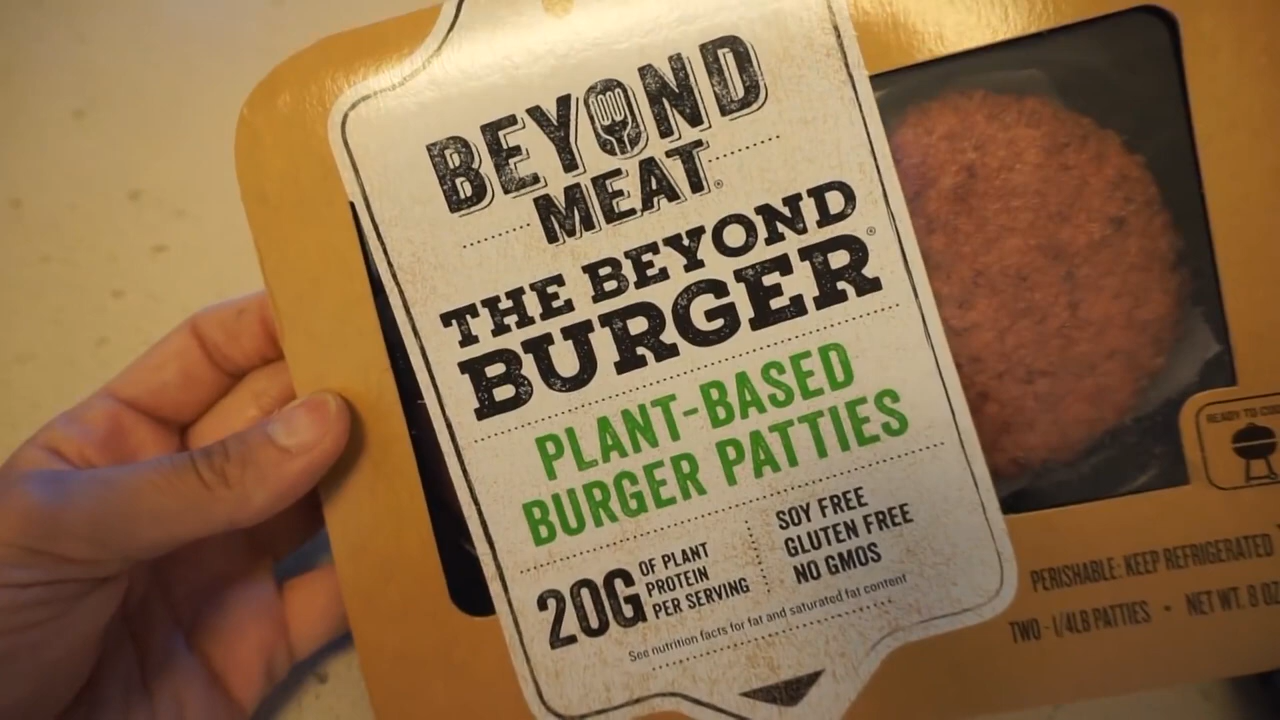 BEYOND
MEAT®
THE BEYOND
BURGER®
PLANT-BASED
BURGER PATTIES
20G OF PLANT
PROTEIN
PER SERVING
SOY FREE
GLUTEN FREE
NO GMOS
See nutrition facts for fat and saturated fat content
READY TO
PERISHABLE: KEEP REFRIGERATED
TWO - 1/4LB PATTIES • NET WT. 8 OZ